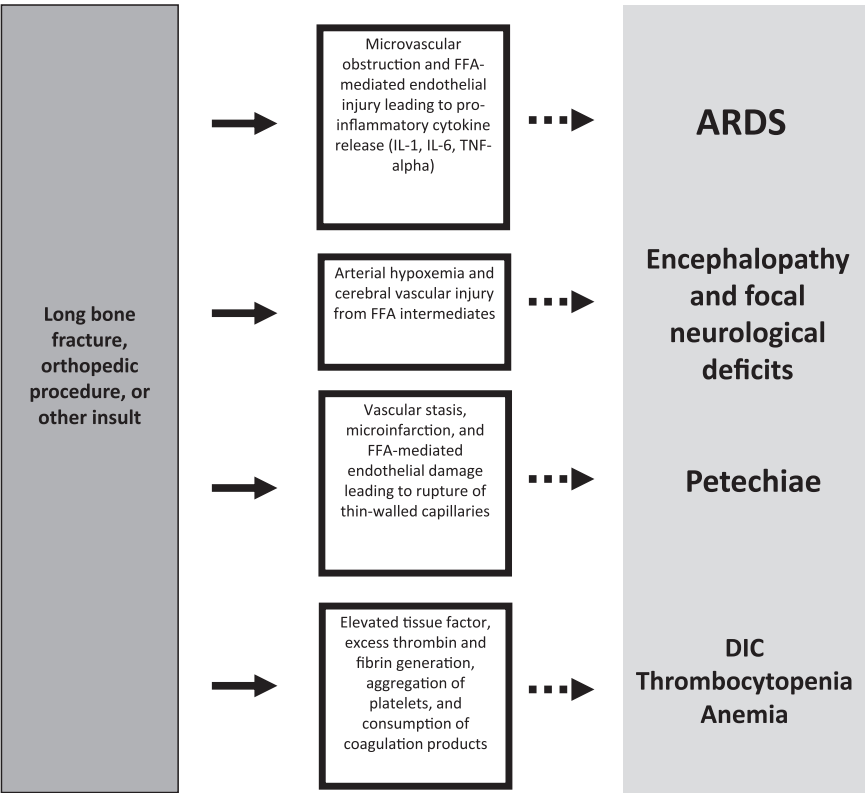 Long bone
fracture,
orthopedic
procedure, or
other insult
Microvascular
obstruction and FFA-
mediated endothelial
injury leading to pro-
inflammatory cytokine
release (IL-1, IL-6, TNF-
alpha)
ARDS
Arterial hypoxemia and
cerebral vascular injury
from FFA intermediates
Encephalopathy
and focal
neurological
deficits
Vascular stasis,
microinfarction, and
FFA-mediated
endothelial damage
leading to rupture of
thin-walled capillaries
Petechiae
Elevated tissue factor,
excess thrombin and
fibrin generation,
aggregation of
platelets, and
consumption of
coagulation products
DIC
Thrombocytopenia
Anemia